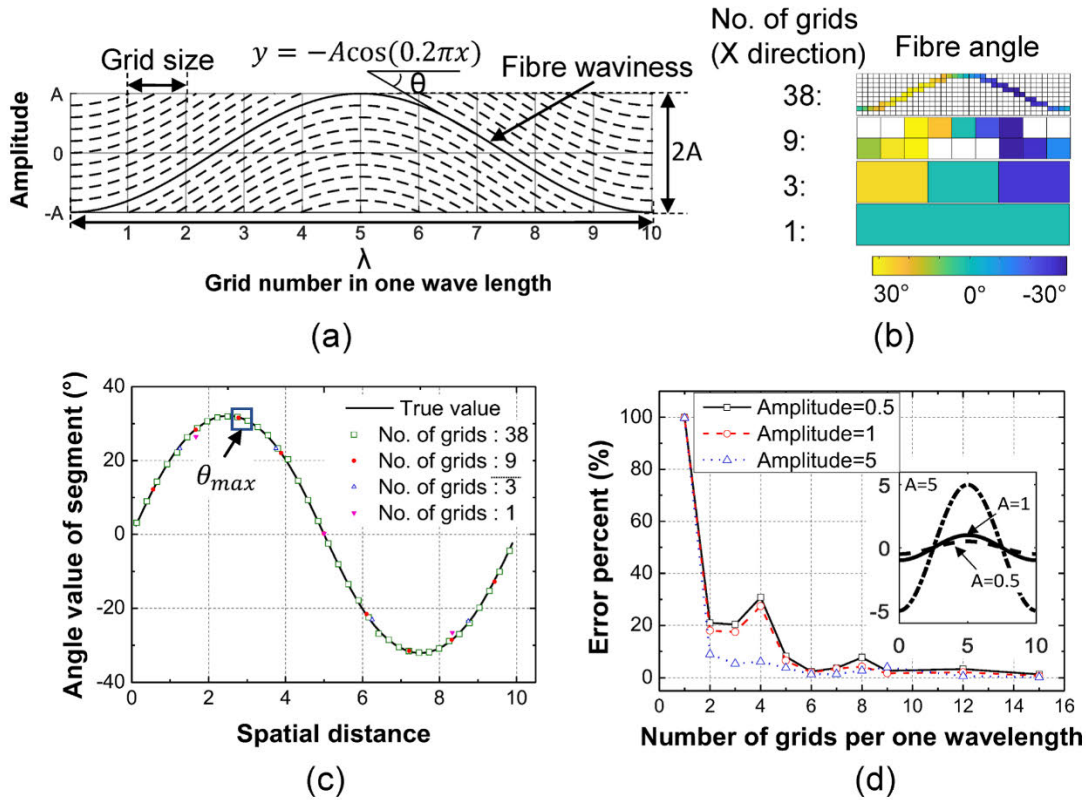 Grid size
y = −Acos(0.2πx)
θ
Fibre waviness
Amplitude
A
0
-A
2A
1 2 3 4 5 6 7 8 9 10
λ
Grid number in one wave length
(a)
No. of grids
(X direction)
Fibre angle
38:
9:
3:
1:
30° 0° -30°
(b)
Angle value of segment (°)
40
20
0
-20
-40
True value
No. of grids : 38
No. of grids : 9
No. of grids : 3
No. of grids : 1
θmax
0 2 4 6 8 10
Spatial distance
(c)
Error percent (%)
100
80
60
40
20
0
Amplitude=0.5
Amplitude=1
Amplitude=5
5
0
-5
A=5
A=1
A=0.5
0 5 10
0 2 4 6 8 10 12 14 16
Number of grids per one wavelength
(d)